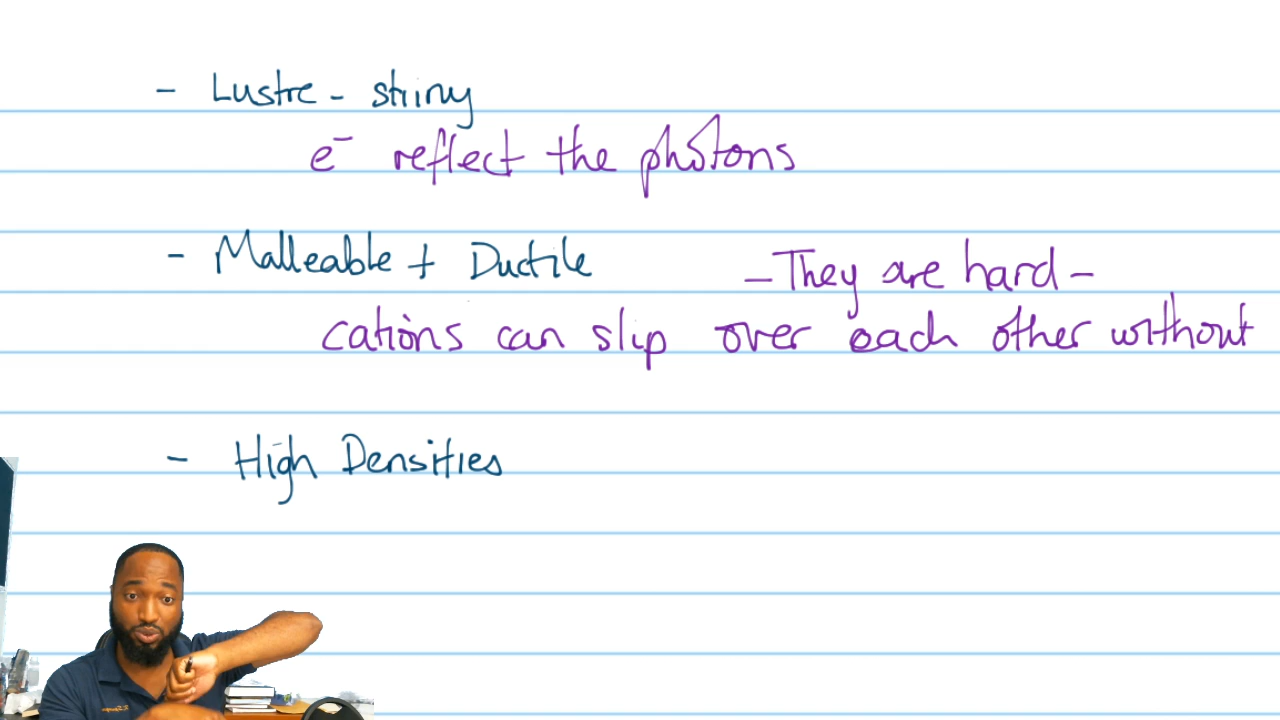 - Lustre - shiny
e⁻ reflect the photons
- Malleable + Ductile
- They are hard -
cations can slip over each other without
- High Densities